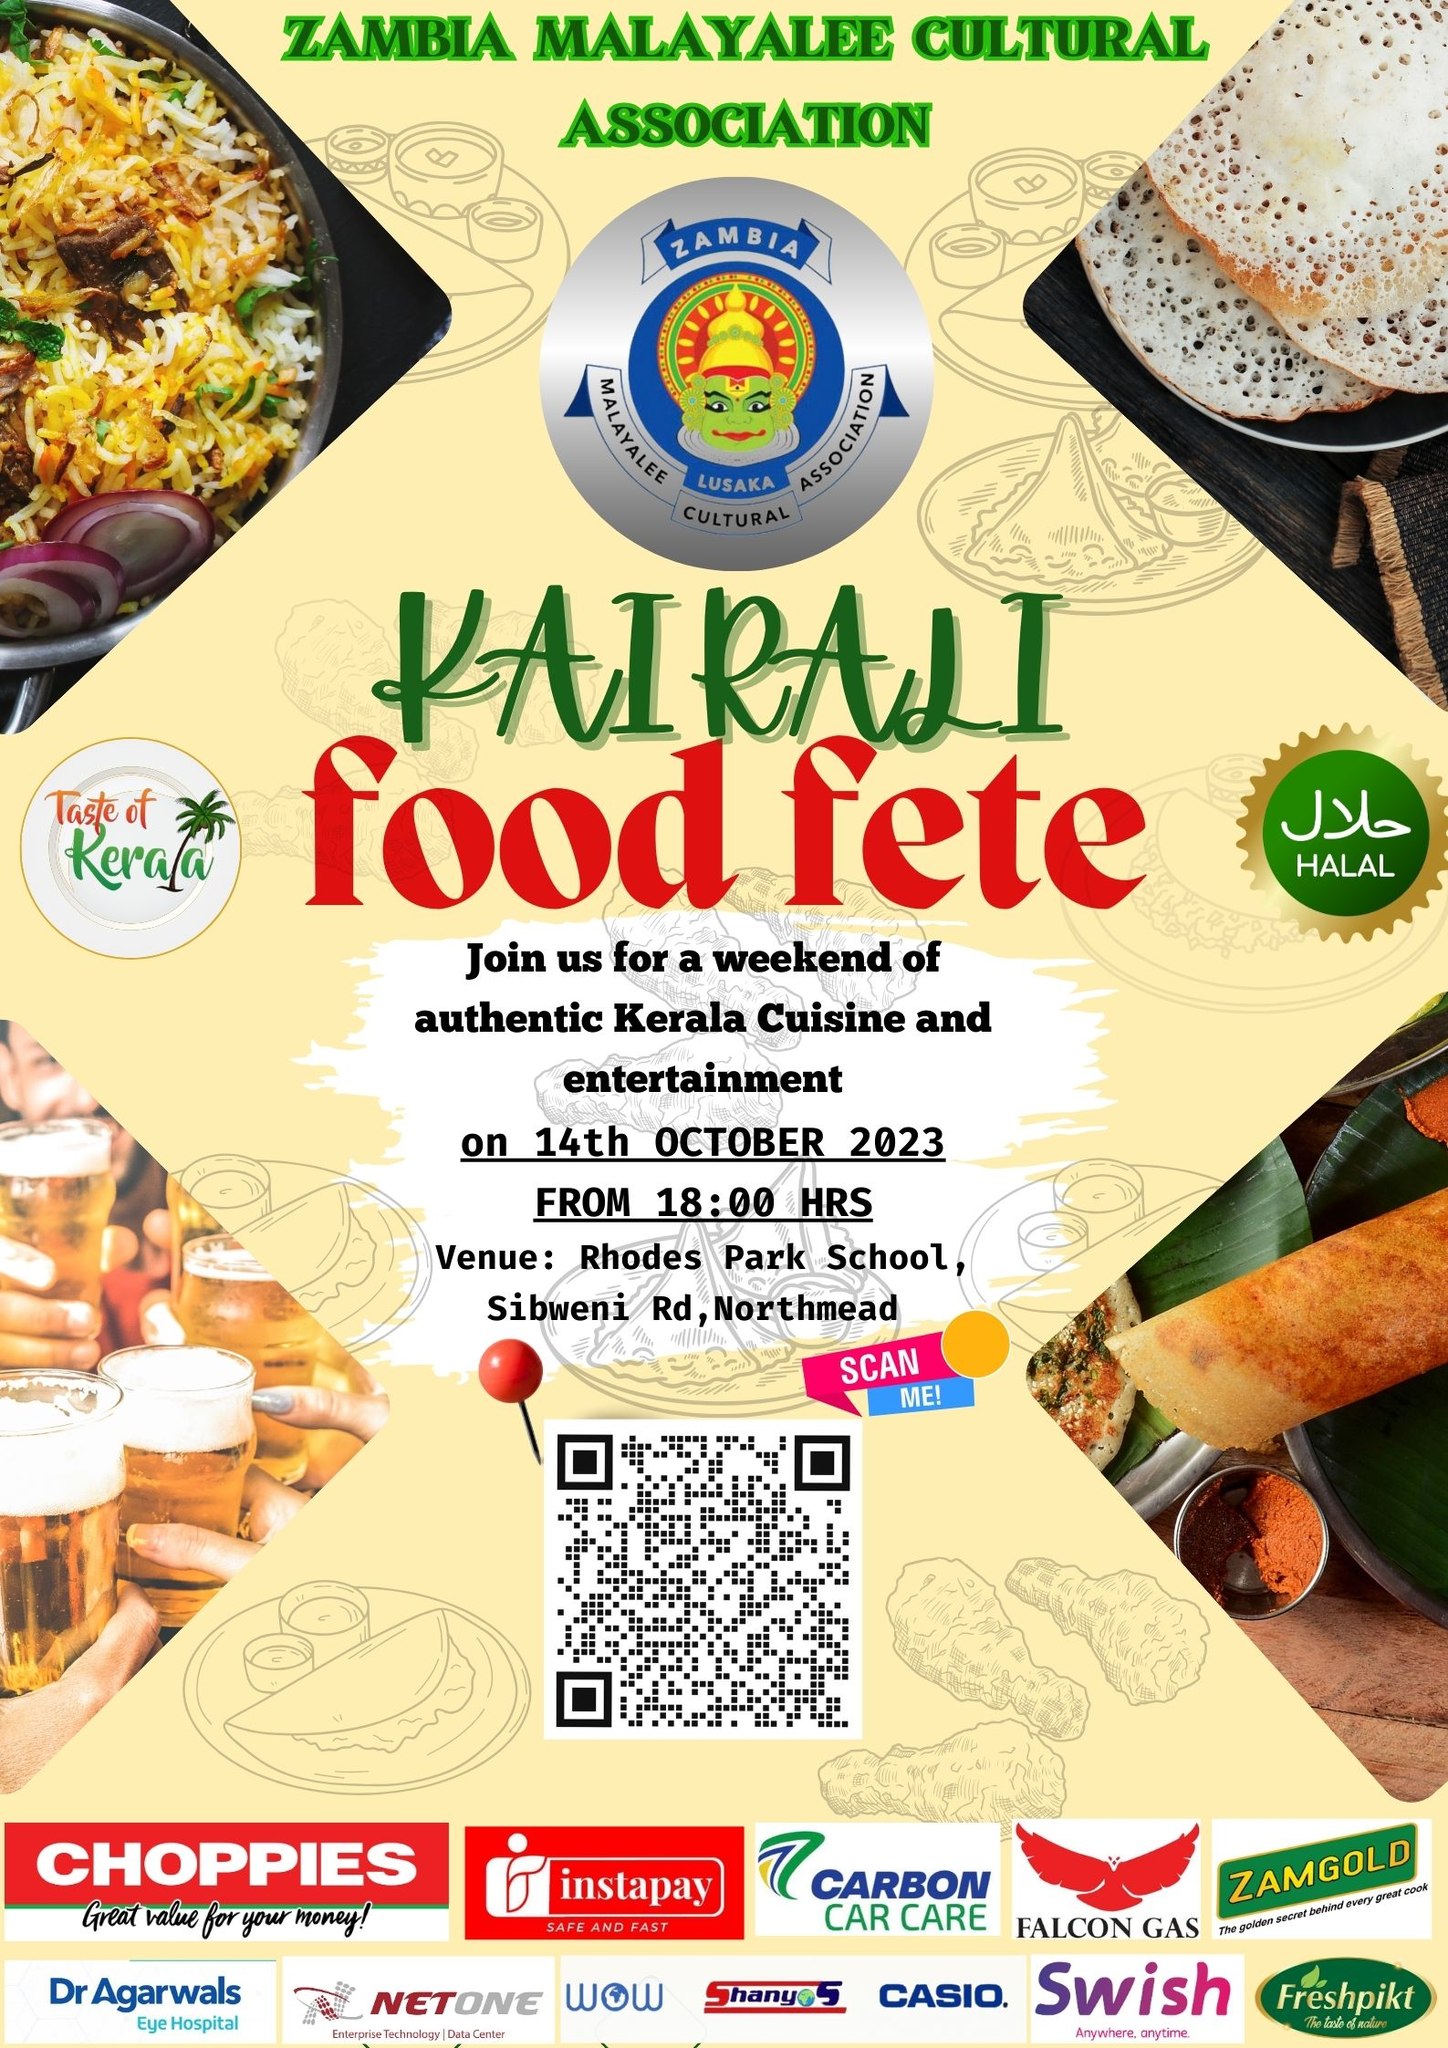 ZAMBIA MALAYALEE CULTURAL
ASSOCIATION
ZAMBIA
MALAYALEE
CULTURAL
ASSOCIATION
LUSAKA
KAIRALI
food fete
Taste of
Kerala
حلال
HALAL
Join us for a weekend of
authentic Kerala Cuisine and
entertainment
on 14th OCTOBER 2023
FROM 18:00 HRS
Venue: Rhodes Park School,
Sibweni Rd,Northmead
SCAN
ME!
CHOPPIES
Great value for your money!
instapay
SAFE AND FAST
CARBON
CAR CARE
FALCON GAS
ZAMGOLD
The golden secret behind every great cook
Dr Agarwals
Eye Hospital
NETONE
Enterprise Technology | Data Center
WOW
ShanyOS
CASIO.
Swish
Anywhere, anytime.
Freshpikt
The taste of nature